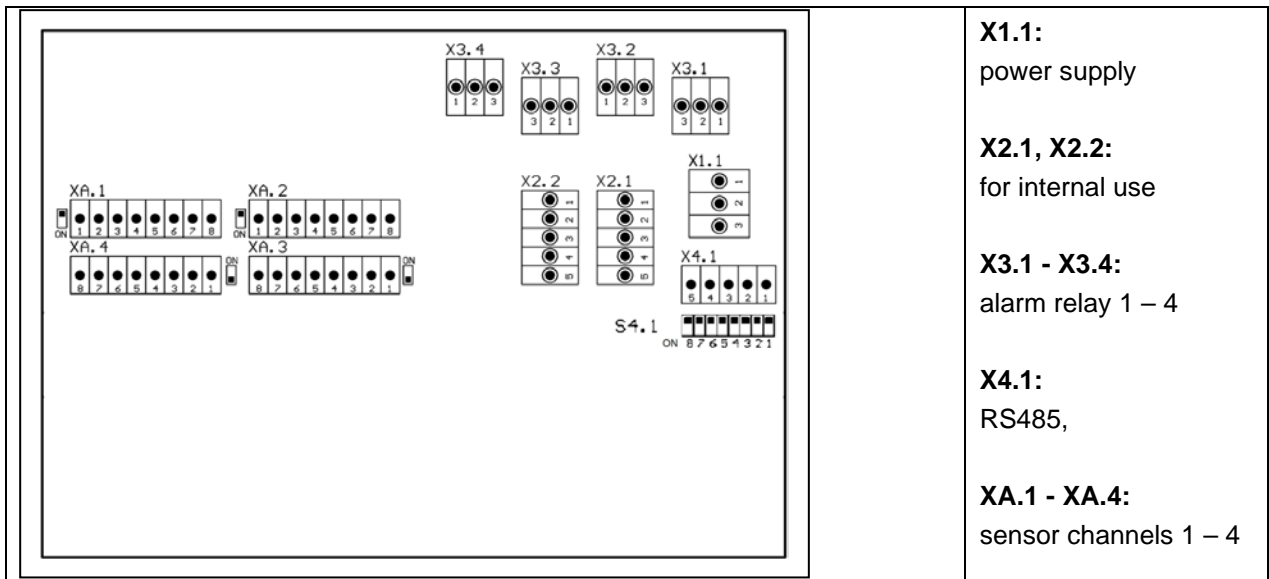 X3.4
X3.2
X3.3
X3.1
1 2 3
1 2 3
3 2 1
3 2 1
X1.1
1
2
3
XA.1
XA.2
X2.2
X2.1
1
2
3
4
5
1
2
3
4
5
ON
1 2 3 4 5 6 7 8
ON
1 2 3 4 5 6 7 8
XA.4
XA.3
8 7 6 5 4 3 2 1
ON
8 7 6 5 4 3 2 1
ON
X4.1
5 4 3 2 1
S4.1
ON 8 7 6 5 4 3 2 1
X1.1:
power supply
X2.1, X2.2:
for internal use
X3.1 - X3.4:
alarm relay 1 – 4
X4.1:
RS485,
XA.1 - XA.4:
sensor channels 1 – 4